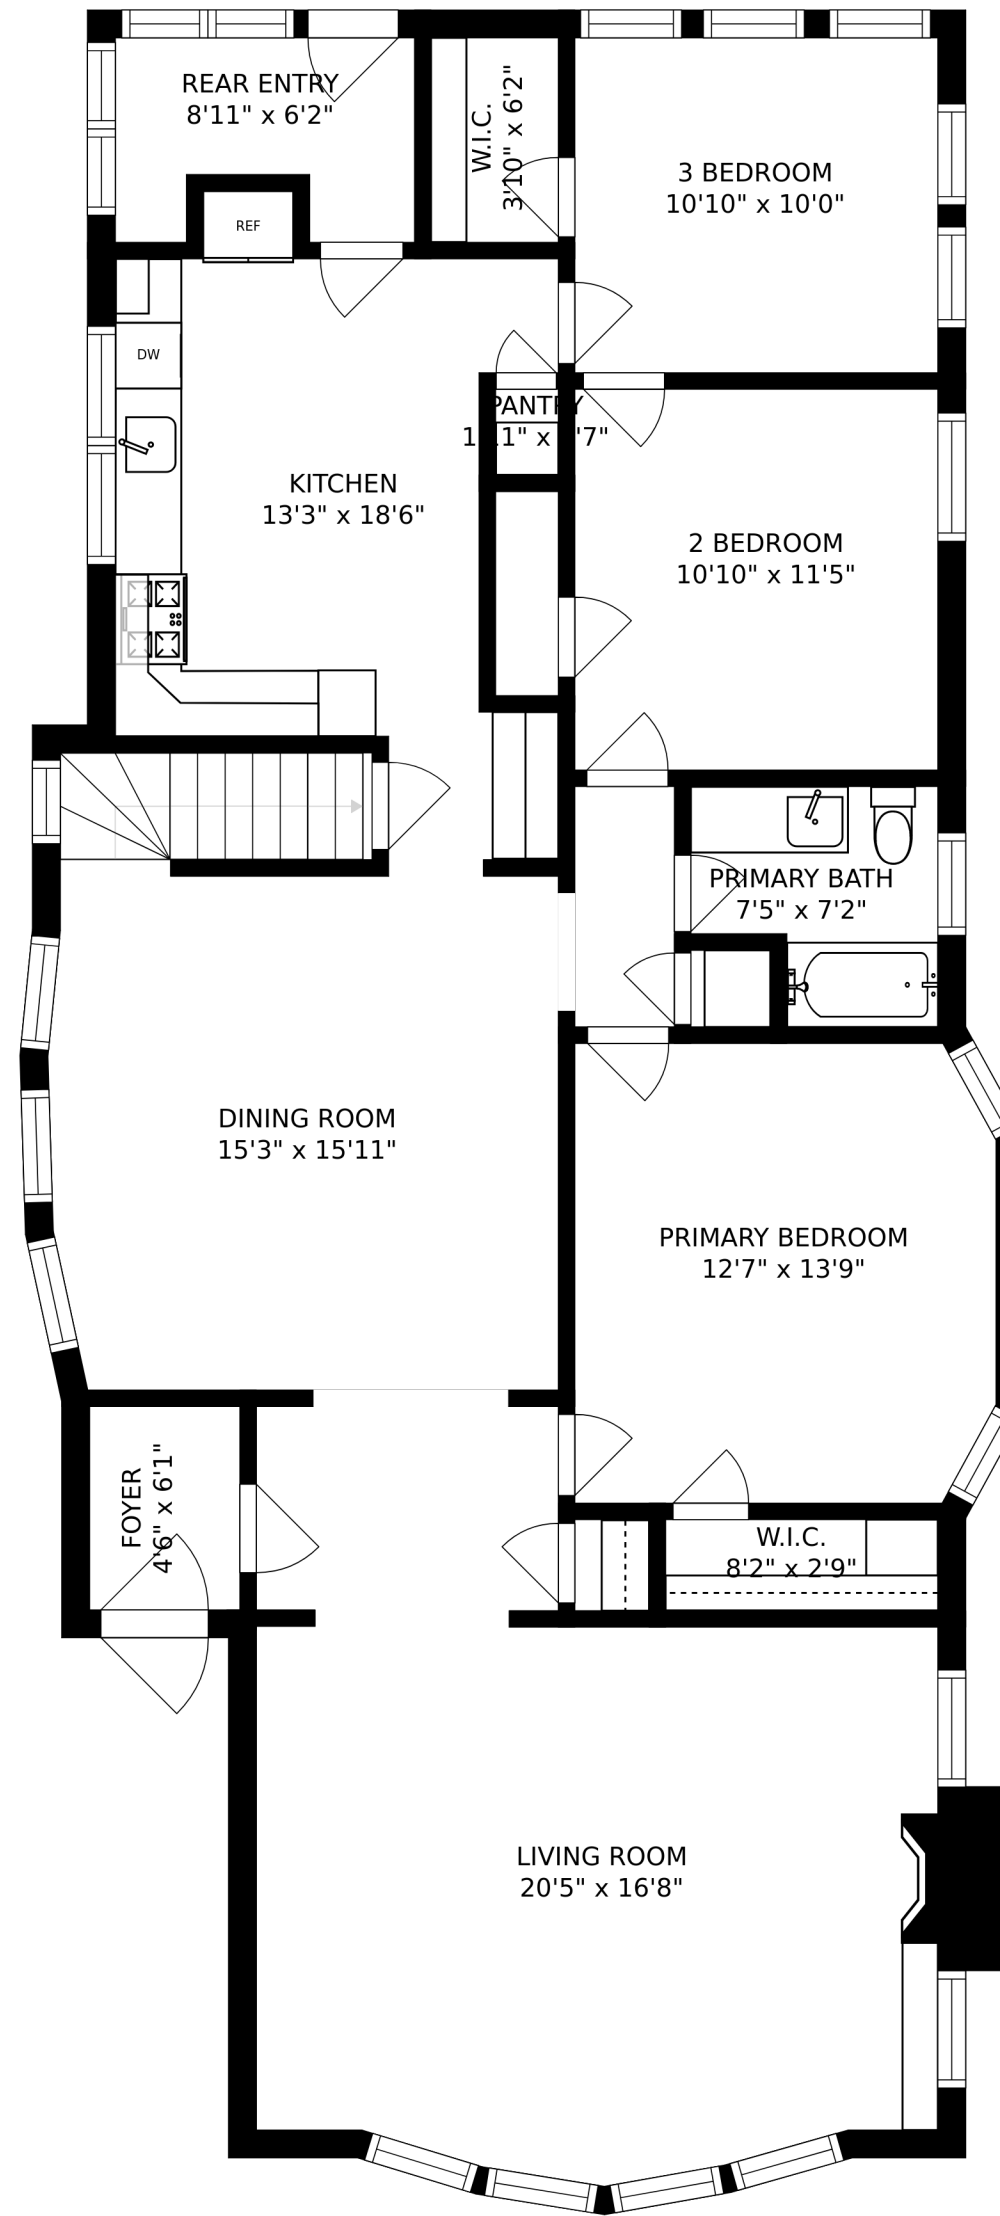 REAR ENTRY
8'11" x 6'2"
W.I.C.
3'10" x 6'2"
3 BEDROOM
10'10" x 10'0"
REF
DW
PANTRY
KITCHEN
13'3" x 18'6"
2 BEDROOM
10'10" x 11'5"
PRIMARY BATH
7'5" x 7'2"
DINING ROOM
15'3" x 15'11"
PRIMARY BEDROOM
12'7" x 13'9"
FOYER
4'6" x 6'1"
W.I.C.
8'2" x 2'9"
LIVING ROOM
20'5" x 16'8"